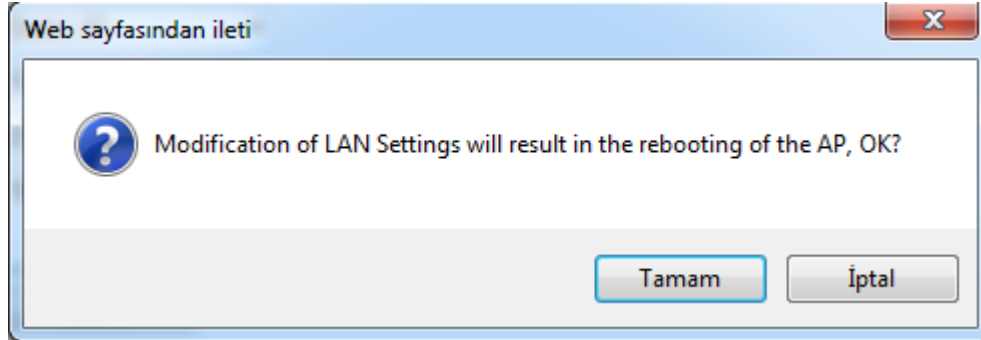 Web sayfasından ileti
Modification of LAN Settings will result in the rebooting of the AP, OK?
Tamam
İptal